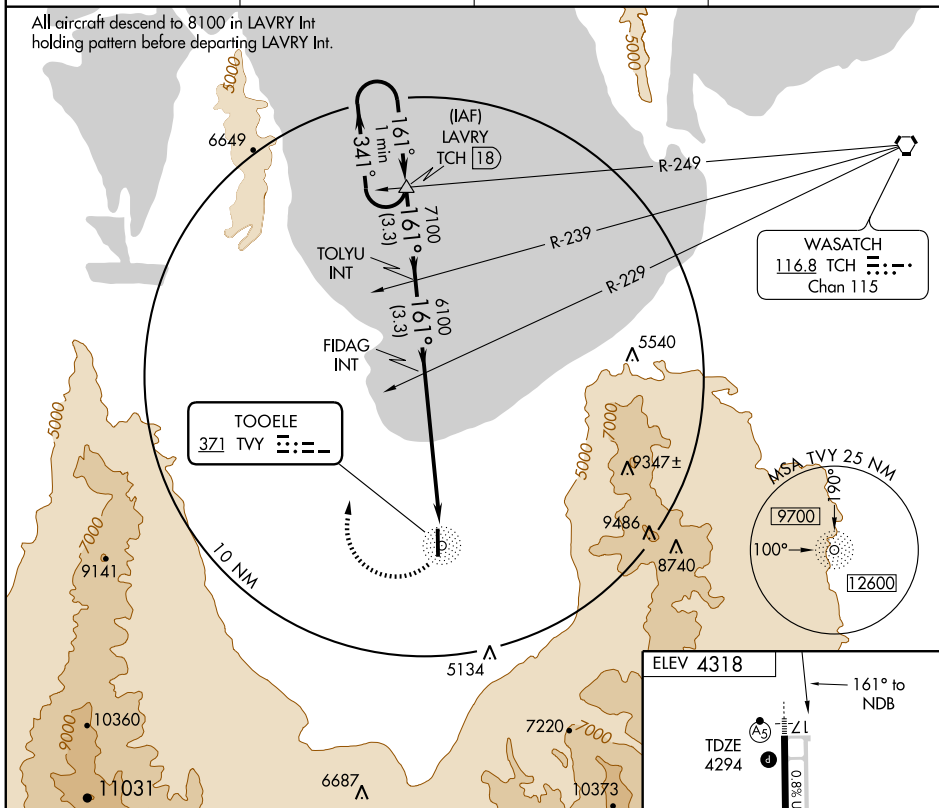 All aircraft descend to 8100 in LAVRY Int
holding pattern before departing LAVRY Int.
5000
5000
6649
161°
1 min
341°
(IAF)
LAVRY
TCH 18
R-249
7100
161°
(3.3)
R-239
TOLYU
INT
R-229
WASATCH
116.8 TCH
Chan 115
6100
161°
(3.3)
FIDAG
INT
5540
5000
7000
TOOELE
371 TVY
5000
9347±
MSA TVY 25 NM
190°
9700
100°
12600
9486
8740
7000
9141
10 NM
5134
ELEV 4318
161° to
NDB
17
A5
P
TDZE
4294
0.8% U
10360
9000
11031
7220
7000
6687
10373